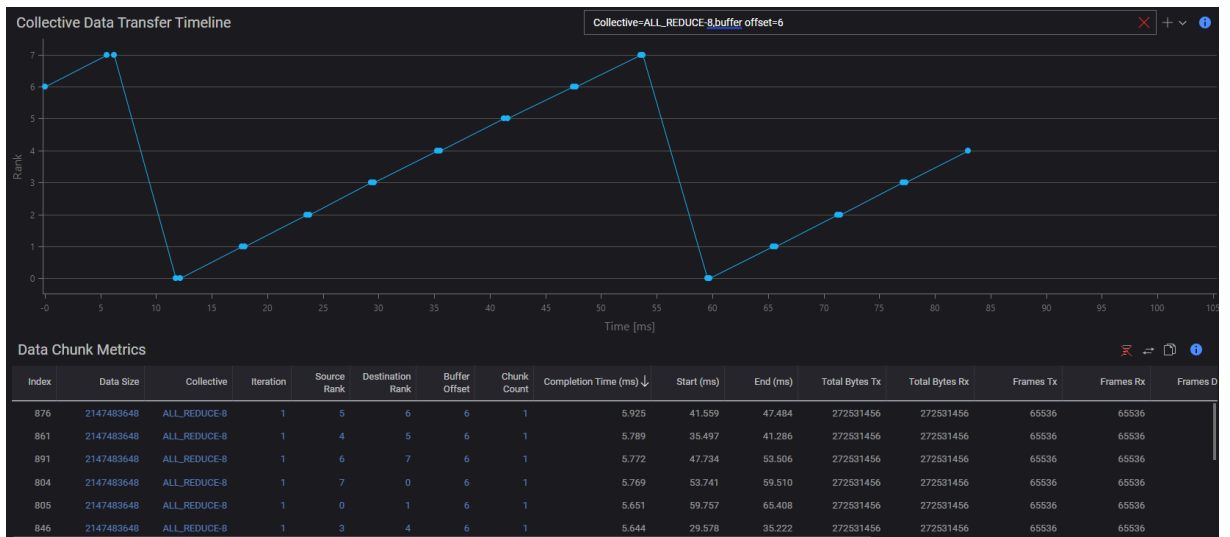 Collective Data Transfer Timeline
Collective=ALL_REDUCE-8,buffer offset=6
7
6
5
4
3
2
1
0
Rank
-0 5 10 15 20 25 30 35 40 45 50 55 60 65 70 75 80 85 90 95 100 105
Time [ms]
Data Chunk Metrics
Index Data Size Collective Iteration Source Rank Destination Rank Buffer Offset Chunk Count Completion Time (ms) ↓ Start (ms) End (ms) Total Bytes Tx Total Bytes Rx Frames Tx Frames Rx Frames D
876 2147483648 ALL_REDUCE-8 1 5 6 6 1 5.925 41.559 47.484 272531456 272531456 65536 65536
861 2147483648 ALL_REDUCE-8 1 4 5 6 1 5.789 35.497 41.286 272531456 272531456 65536 65536
891 2147483648 ALL_REDUCE-8 1 6 7 6 1 5.772 47.734 53.506 272531456 272531456 65536 65536
804 2147483648 ALL_REDUCE-8 1 7 0 6 1 5.769 53.741 59.510 272531456 272531456 65536 65536
805 2147483648 ALL_REDUCE-8 1 0 1 6 1 5.651 59.757 65.408 272531456 272531456 65536 65536
846 2147483648 ALL_REDUCE-8 1 3 4 6 1 5.644 29.578 35.222 272531456 272531456 65536 65536